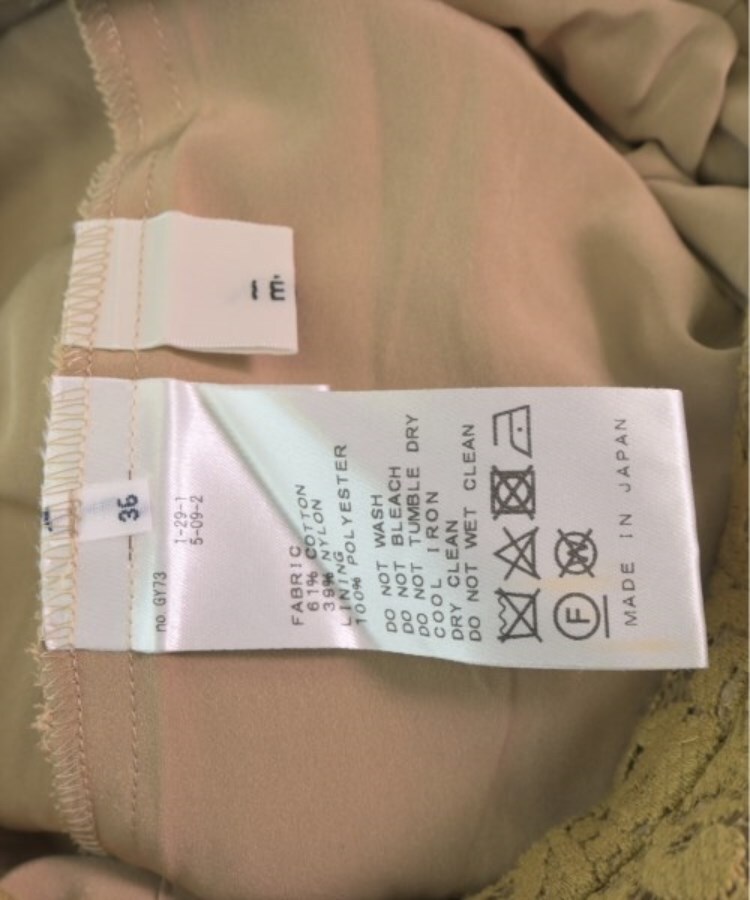 36
no. GY73
1-29-1
5-09-2
FABRIC
61% COTTON
39% NYLON
LINING
100% POLYESTER
DO NOT WASH
DO NOT BLEACH
DO NOT TUMBLE DRY
COOL IRON
DRY CLEAN
DO NOT WET CLEAN
F W
MADE IN JAPAN